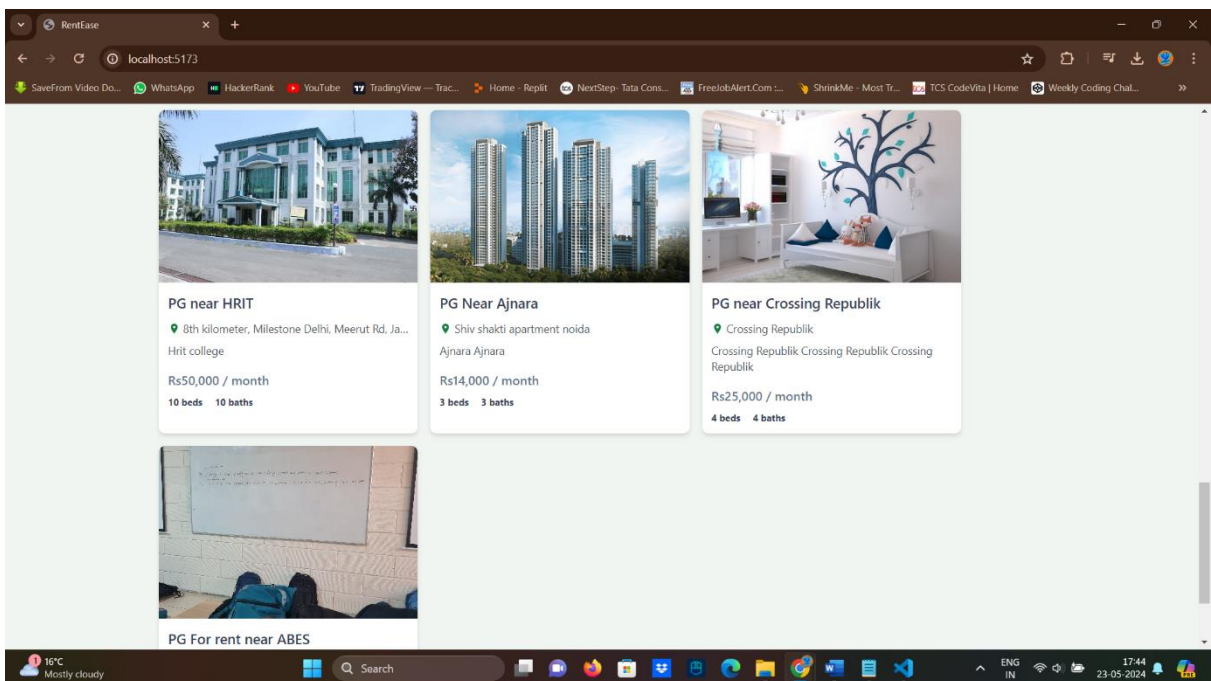 RentEase
localhost:5173
SaveFrom Video Do...
WhatsApp
HackerRank
YouTube
TradingView — Trac...
Home - Replit
NextStep- Tata Cons...
FreeJobAlert.Com :...
ShrinkMe - Most Tr...
TCS CodeVita | Home
Weekly Coding Chal...
PG near HRIT
8th kilometer, Milestone Delhi, Meerut Rd, Ja...
Hrit college
Rs50,000 / month
10 beds 10 baths
PG Near Ajnara
Shiv shakti apartment noida
Ajnara Ajnara
Rs14,000 / month
3 beds 3 baths
PG near Crossing Republik
Crossing Republik
Crossing Republik Crossing Republik Crossing
Republik
Rs25,000 / month
4 beds 4 baths
PG For rent near ABES
1
16°C
Mostly cloudy
Search
ENG
IN
17:44
23-05-2024